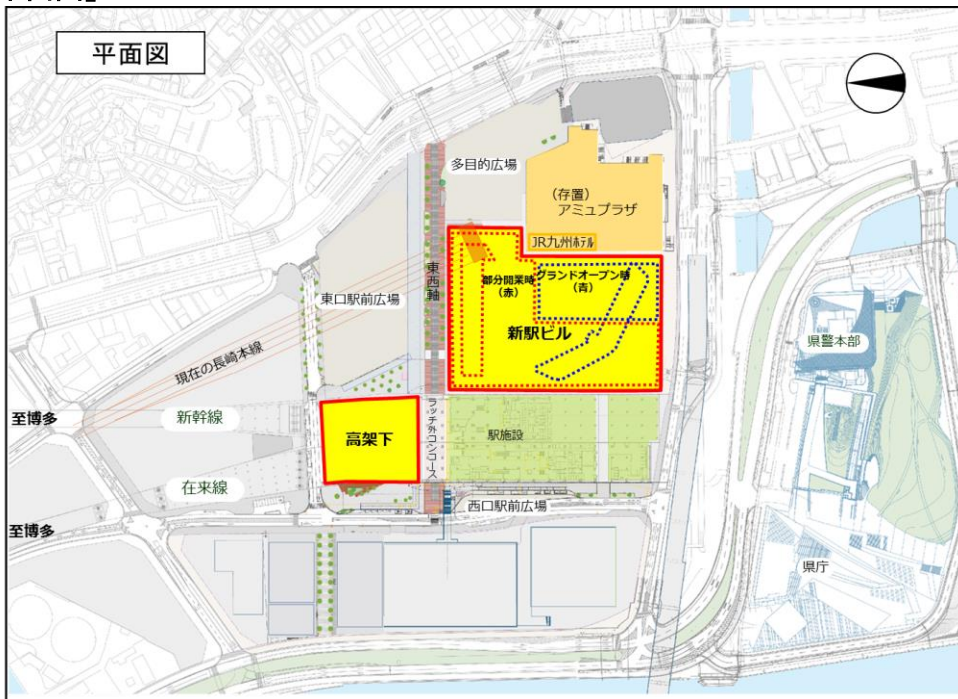 平面図
多目的広場
（存置）
アミュプラザ
JR九州ホテル
東西軸
部分開業時
（赤）
グランドオープン時
（青）
新駅ビル
東口駅前広場
現在の長崎本線
県警本部
至博多
新幹線
高架下
ラッチ外コンコース
駅施設
在来線
西口駅前広場
至博多
県庁